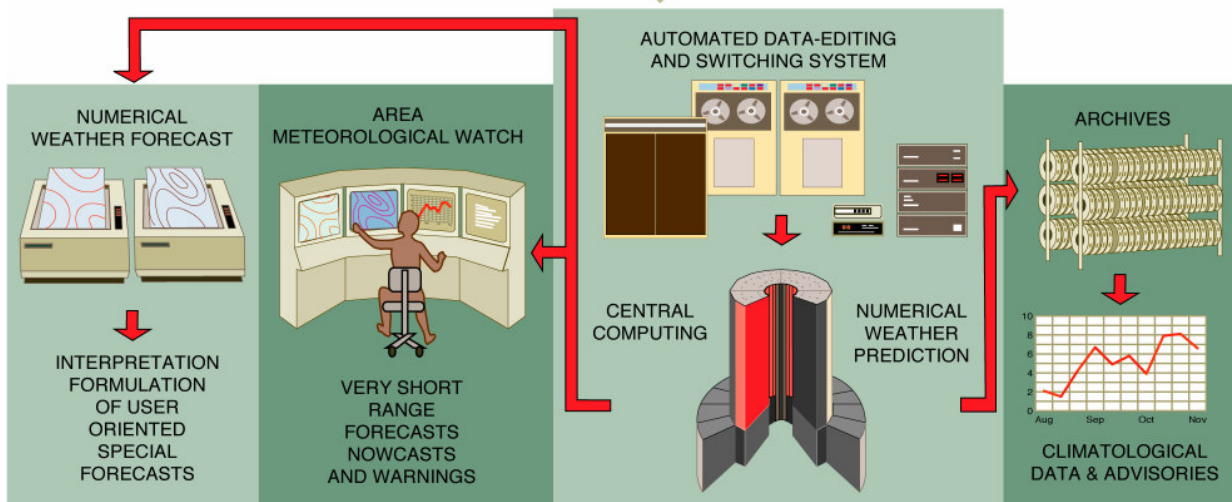 AUTOMATED DATA-EDITING
AND SWITCHING SYSTEM
NUMERICAL
WEATHER FORECAST
INTERPRETATION
FORMULATION
OF USER
ORIENTED
SPECIAL
FORECASTS
AREA
METEOROLOGICAL WATCH
VERY SHORT
RANGE
FORECASTS
NOWCASTS
AND WARNINGS
CENTRAL
COMPUTING
NUMERICAL
WEATHER
PREDICTION
ARCHIVES
10
8
6
4
2
0
Aug Sep Oct Nov
CLIMATOLOGICAL
DATA & ADVISORIES